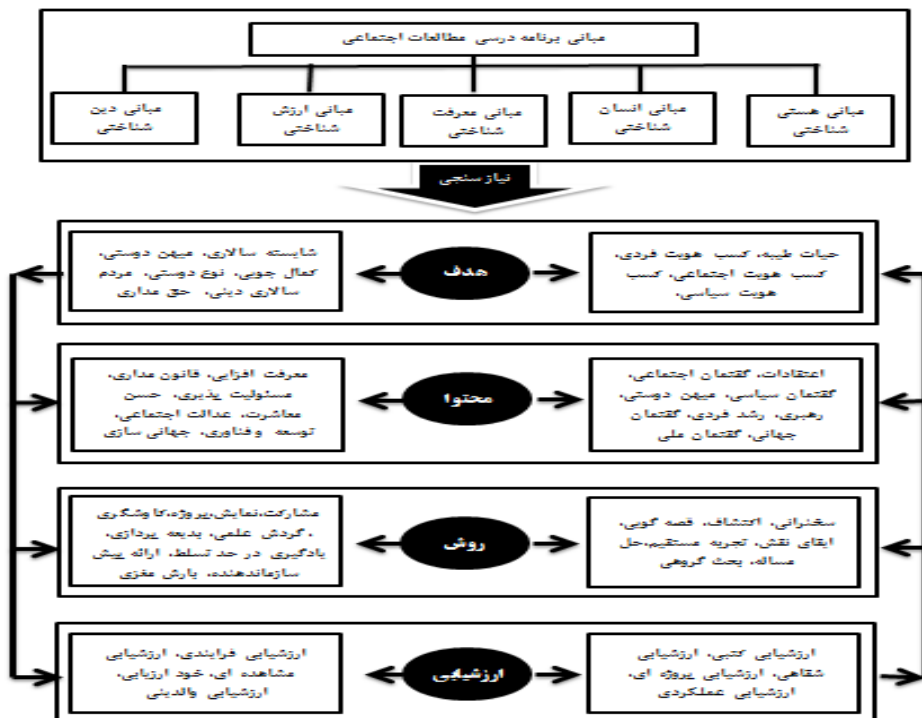 مبانی برنامه درسی مطالعات اجتماعی
مبانی هستی
شناختی
مبانی انسان
شناختی
مبانی معرفت
شناختی
مبانی ارزش
شناختی
مبانی دین
شناختی
نیاز سنجی
حیات طیبه، کسب هویت فردی،
کسب هویت اجتماعی، کسب
هویت سیاسی،
هدف
شایسته سالاری، میهن دوستی،
کمال جویی، نوع دوستی، مردم
سالاری دینی، حق مداری
اعتقادات، گفتمان اجتماعی،
گفتمان سیاسی، میهن دوستی،
رهبری، رشد فردی، گفتمان
جهانی، گفتمان ملی
محتوا
معرفت افزایی، قانون مداری،
مسئولیت پذیری، حسن
معاشرت، عدالت اجتماعی،
توسعه وفناوری، جهانی سازی
سخنرانی، اکتشاف، قصه گویی،
ایفای نقش، تجربه مستقیم،حل
مساله، بحث گروهی
روش
مشارکت،نمایش،پروژه،کاوشگری
، گردش علمی، بدیعه پردازی،
یادگیری در حد تسلط، ارائه پیش
سازماندهنده، بارش مغزی
ارزشیابی کتبی، ارزشیابی
شفاهی، ارزشیابی پروژه ای،
ارزشیابی عملکردی
ارزشیابی
ارزشیابی فرایندی، ارزشیابی
مشاهده ای، خود ارزیابی،
ارزشیابی والدینی